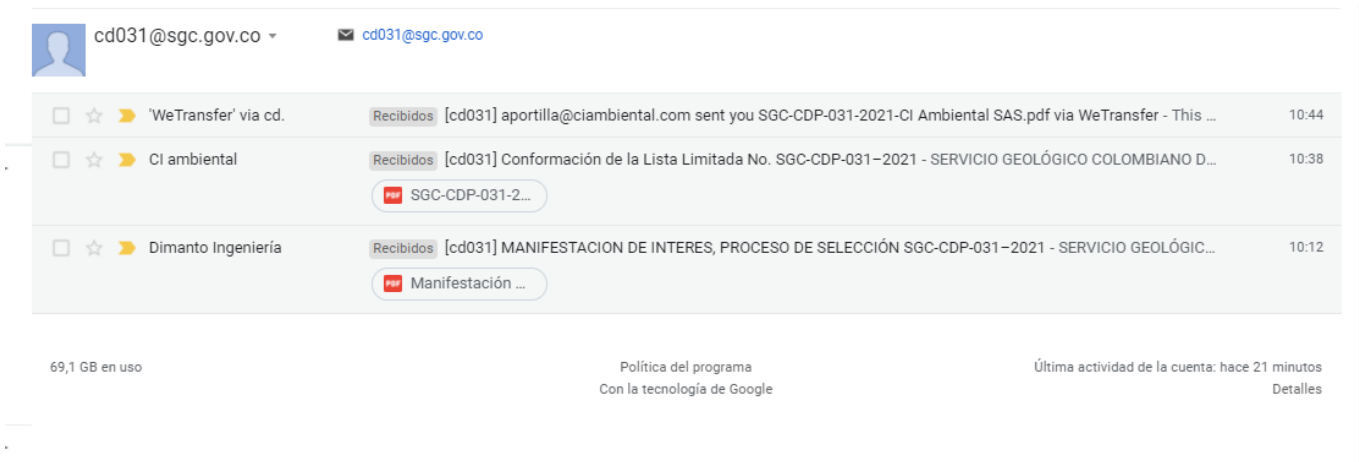 cd031@sgc.gov.co cd031@sgc.gov.co
'WeTransfer' via cd. Recibidos [cd031] aportilla@ciambiental.com sent you SGC-CDP-031-2021-CI Ambiental SAS.pdf via WeTransfer - This ... 10:44
CI ambiental Recibidos [cd031] Conformación de la Lista Limitada No. SGC-CDP-031–2021 - SERVICIO GEOLÓGICO COLOMBIANO D... 10:38
PDF SGC-CDP-031-2...
Dimanto Ingeniería Recibidos [cd031] MANIFESTACION DE INTERES, PROCESO DE SELECCIÓN SGC-CDP-031–2021 - SERVICIO GEOLÓGIC... 10:12
PDF Manifestación ...
69,1 GB en uso Política del programa Última actividad de la cuenta: hace 21 minutos
Con la tecnología de Google Detalles